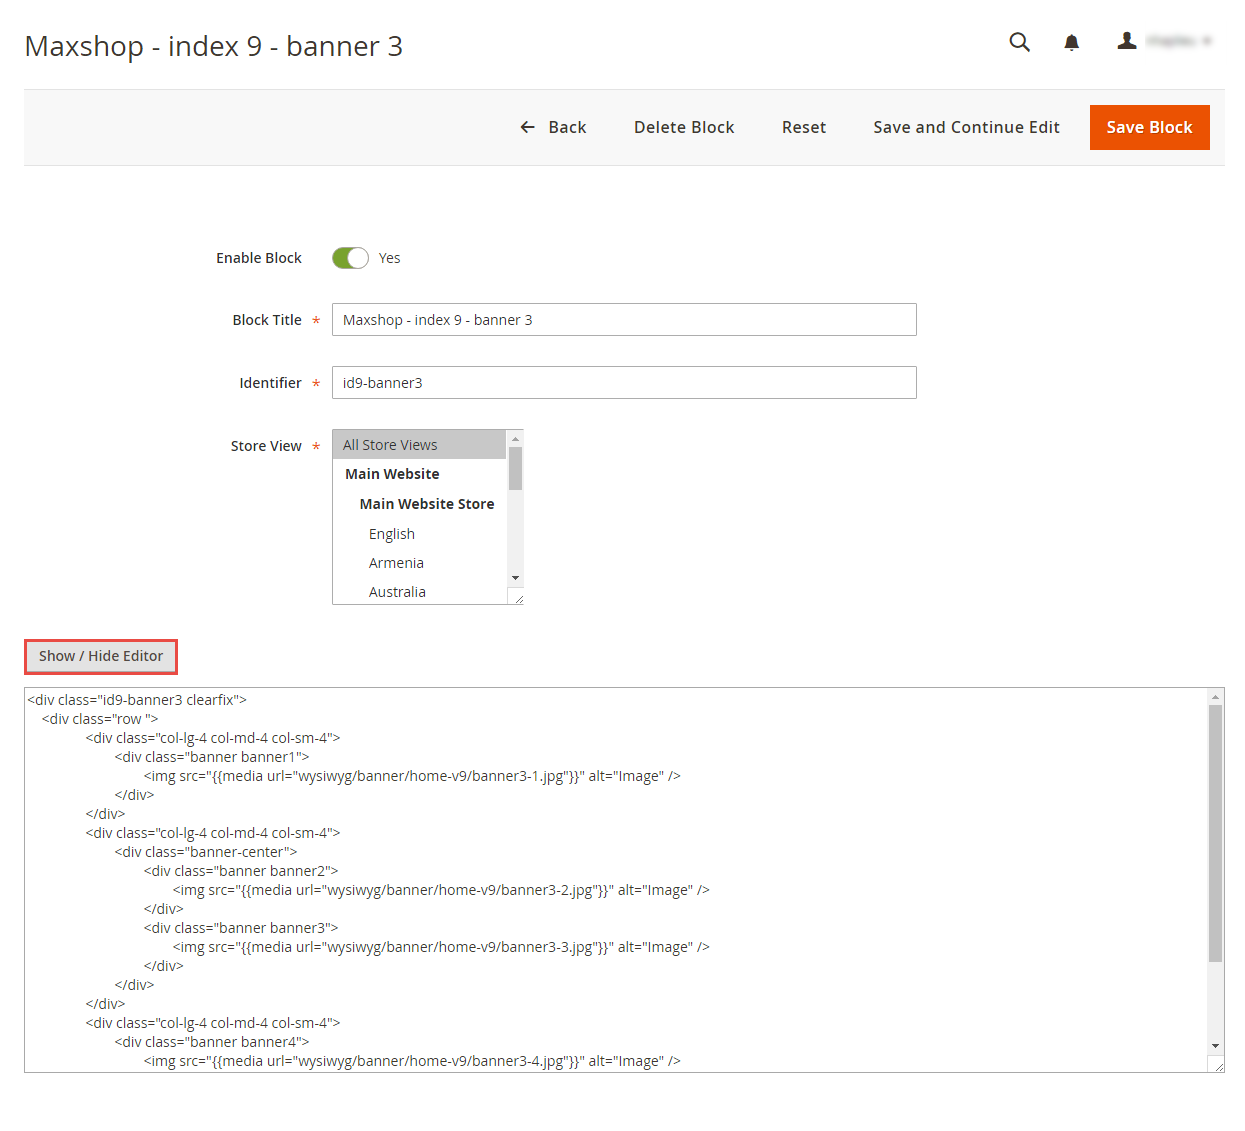 Maxshop - index 9 - banner 3
Back Delete Block Reset Save and Continue Edit Save Block
Enable Block Yes
Block Title * Maxshop - index 9 - banner 3
Identifier * id9-banner3
Store View * All Store Views
Main Website
Main Website Store
English
Armenia
Australia
Show / Hide Editor
<div class="id9-banner3 clearfix">
<div class="row ">
<div class="col-lg-4 col-md-4 col-sm-4">
<div class="banner banner1">
<img src="{{media url="wysiwyg/banner/home-v9/banner3-1.jpg"}}" alt="Image" />
</div>
</div>
<div class="col-lg-4 col-md-4 col-sm-4">
<div class="banner-center">
<div class="banner banner2">
<img src="{{media url="wysiwyg/banner/home-v9/banner3-2.jpg"}}" alt="Image" />
</div>
<div class="banner banner3">
<img src="{{media url="wysiwyg/banner/home-v9/banner3-3.jpg"}}" alt="Image" />
</div>
</div>
</div>
<div class="col-lg-4 col-md-4 col-sm-4">
<div class="banner banner4">
<img src="{{media url="wysiwyg/banner/home-v9/banner3-4.jpg"}}" alt="Image" />